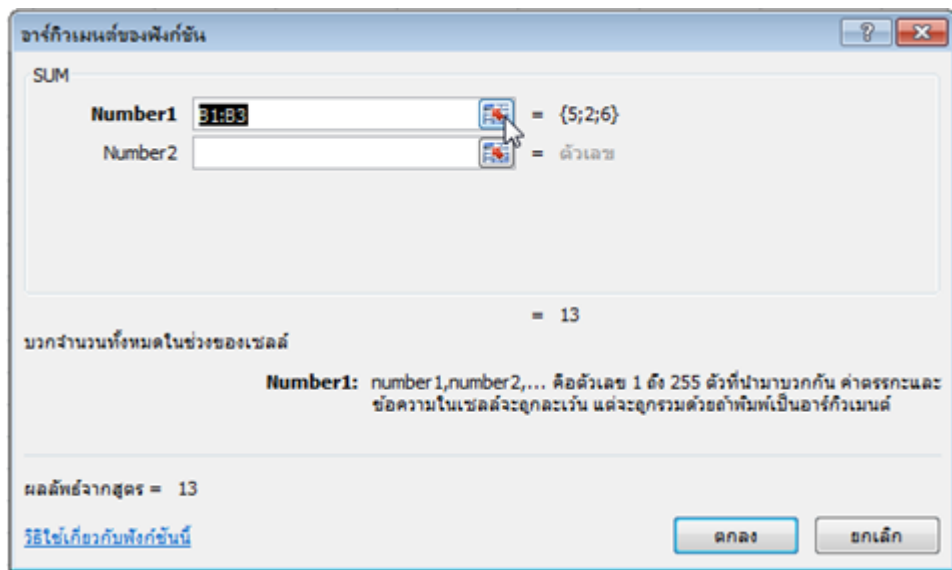 อาร์กิวเมนต์ของฟังก์ชัน
SUM
Number1 B1:B3 = {5;2;6}
Number2 = ตัวเลข
= 13
บวกจำนวนทั้งหมดในช่วงของเซลล์
Number1: number1,number2,... คือตัวเลข 1 ถึง 255 ตัวที่นำมาบวกกัน ค่าตรรกะและ
ข้อความในเซลล์จะถูกละเว้น แต่จะถูกรวมด้วยถ้าพิมพ์เป็นอาร์กิวเมนต์
ผลลัพธ์จากสูตร = 13
วิธีใช้เกี่ยวกับฟังก์ชันนี้
ตกลง ยกเลิก